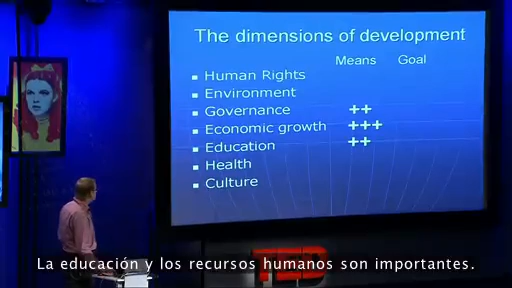 The dimensions of development
Means Goal
Human Rights
Environment
Governance ++
Economic growth +++
Education ++
Health
Culture
TED
La educación y los recursos humanos son importantes.